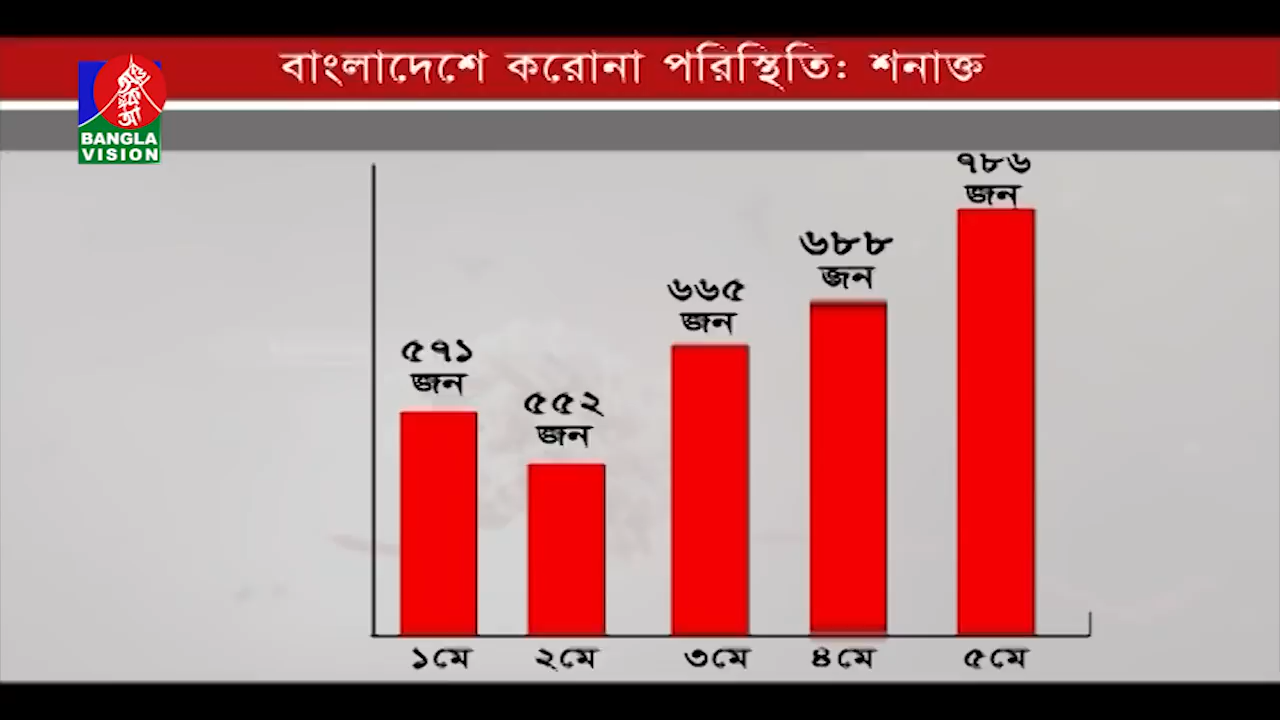 বাংলাদেশে করোনা পরিস্থিতি: শনাক্ত
BANGLA
VISION
৭৮৬
জন
৬৮৮
জন
৬৬৫
জন
৫৭১
জন
৫৫২
জন
১মে
২মে
৩মে
৪মে
৫মে